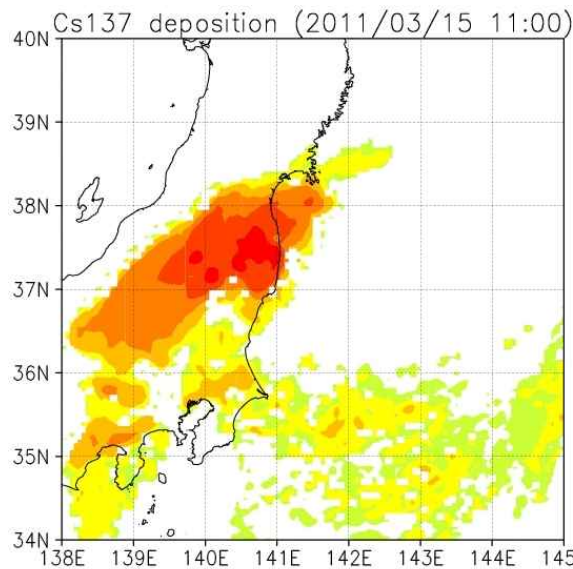 Cs137 deposition (2011/03/15 11:00)
40N
39N
38N
37N
36N
35N
34N
138E 139E 140E 141E 142E 143E 144E 145